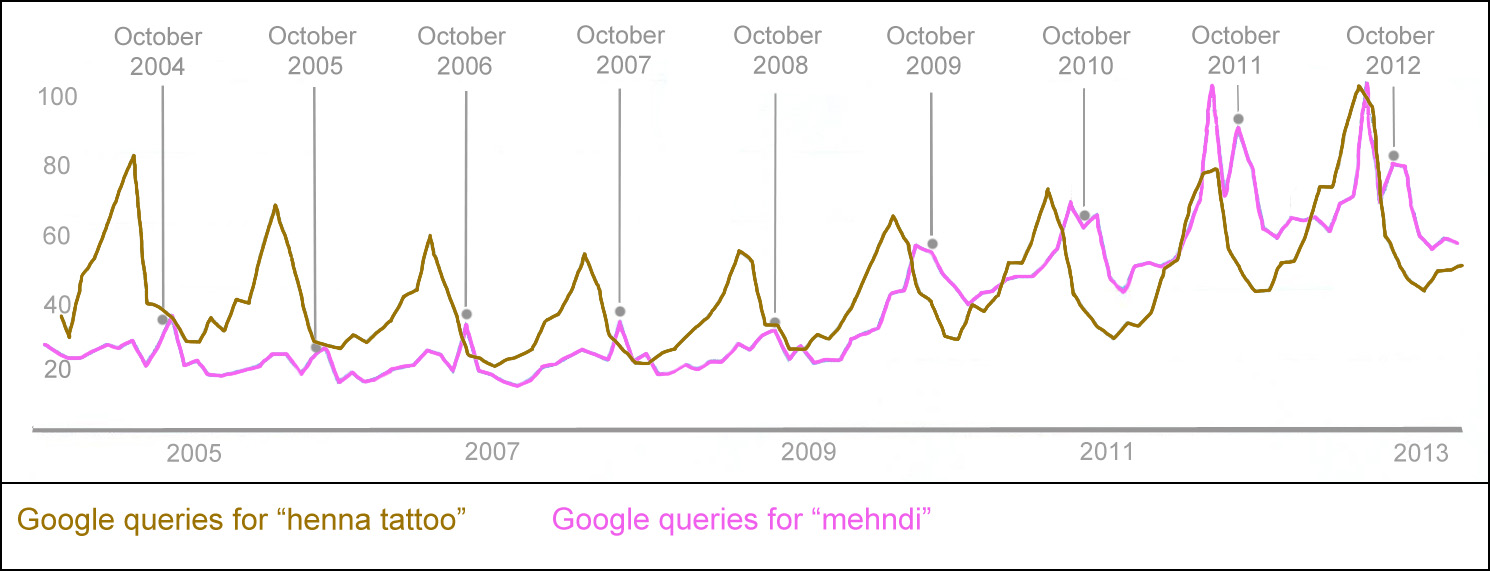 October October October October October October October October October
2004 2005 2006 2007 2008 2009 2010 2011 2012
100
80
60
40
20
2005 2007 2009 2011 2013
Google queries for “henna tattoo” Google queries for “mehndi”